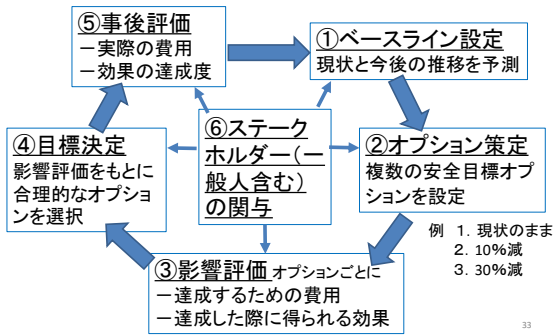 ⑤事後評価
－実際の費用
－効果の達成度
①ベースライン設定
現状と今後の推移を予測
②オプション策定
複数の安全目標オプ
ションを設定
例 1. 現状のまま
2. 10%減
3. 30%減
③影響評価 オプションごとに
－達成するための費用
－達成した際に得られる効果
④目標決定
影響評価をもとに
合理的なオプショ
ンを選択
⑥ステーク
ホルダー(一
般人含む)
の関与
33